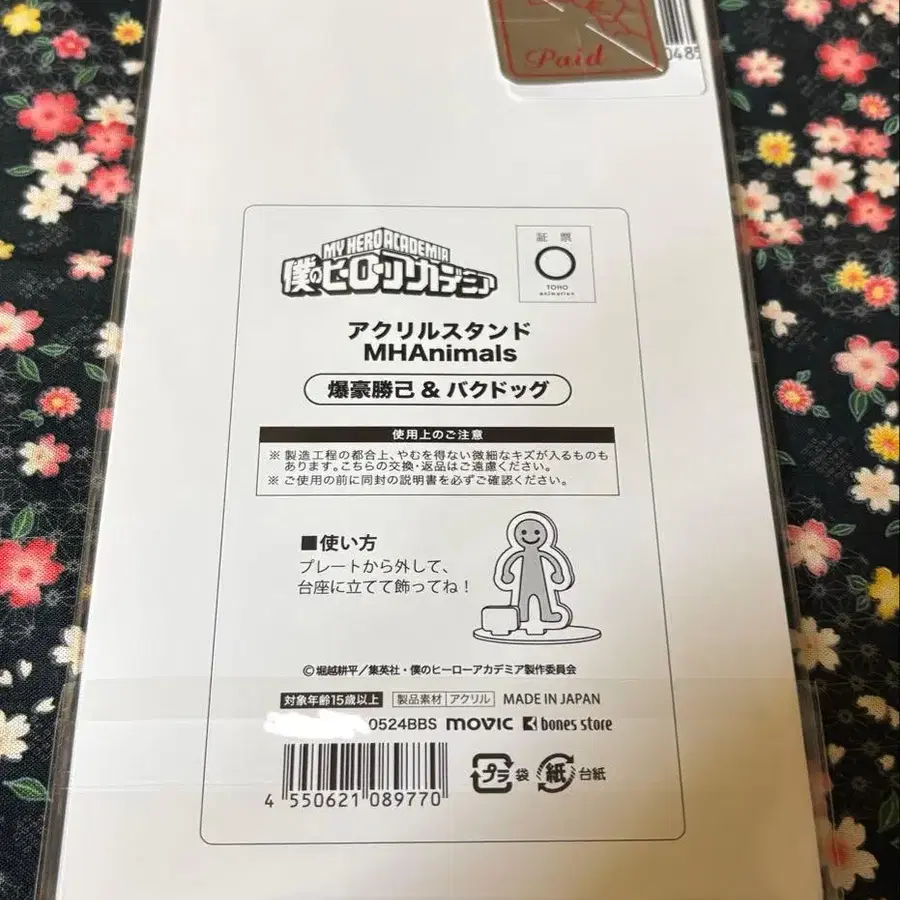 Paid
MY HERO ACADEMIA
僕のヒーローアカデミア
証 票
TOHO
animation
アクリルスタンド
MHAnimals
爆豪勝己 & バクドッグ
使用上のご注意
※ 製造工程の都合上、やむを得ない微細なキズが入るものも
あります。こちらの交換・返品はご遠慮ください。
※ ご使用の前に同封の説明書を必ずご確認ください。
■使い方
プレートから外して、
台座に立てて飾ってね！
©堀越耕平／集英社・僕のヒーローアカデミア製作委員会
対象年齢15歳以上 製品素材 アクリル MADE IN JAPAN
0524BBS movic bones store
プラ 袋 紙 台紙
4 550621 089770